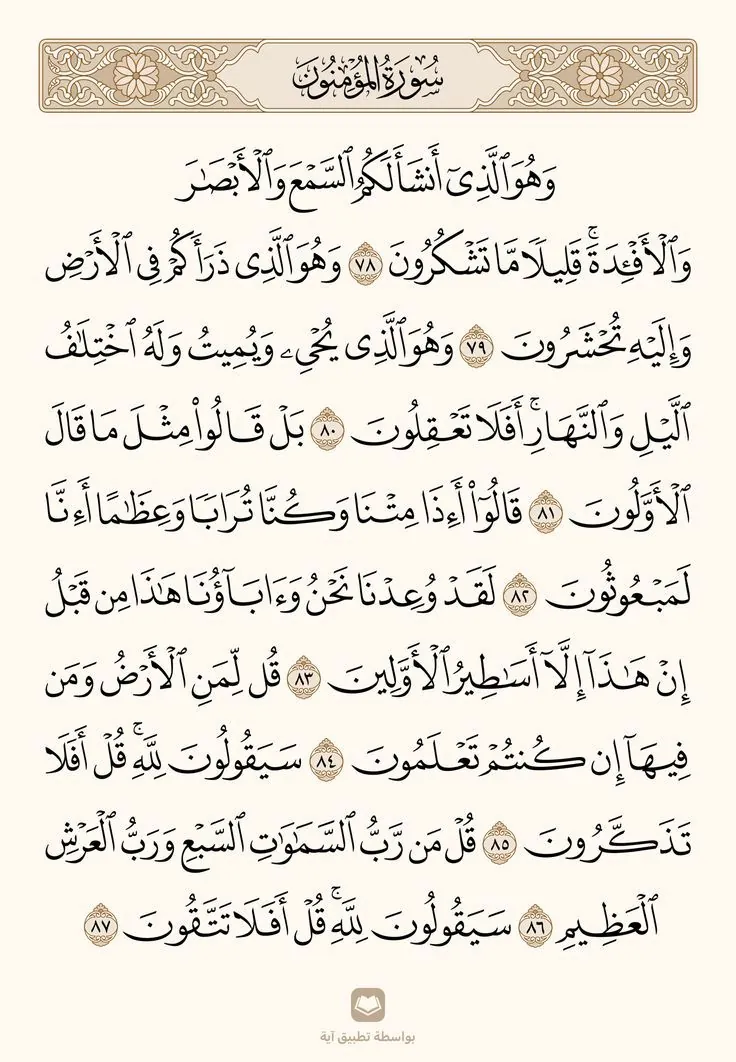 سُورَةُ المُؤْمِنُونَ
وَهُوَ ٱلَّذِىٓ أَنشَأَ لَكُمُ ٱلسَّمْعَ وَٱلْأَبْصَـٰرَ
وَٱلْأَفْـِٔدَةَ ۚ قَلِيلًا مَّا تَشْكُرُونَ ٧٨ وَهُوَ ٱلَّذِى ذَرَأَكُمْ فِى ٱلْأَرْضِ
وَإِلَيْهِ تُحْشَرُونَ ٧٩ وَهُوَ ٱلَّذِى يُحْىِۦ وَيُمِيتُ وَلَهُ ٱخْتِلَـٰفُ
ٱلَّيْلِ وَٱلنَّهَارِ ۚ أَفَلَا تَعْقِلُونَ ٨٠ بَلْ قَالُوا۟ مِثْلَ مَا قَالَ
ٱلْأَوَّلُونَ ٨١ قَالُوٓا۟ أَءِذَا مِتْنَا وَكُنَّا تُرَابًا وَعِظَـٰمًا أَءِنَّا
لَمَبْعُوثُونَ ٨٢ لَقَدْ وُعِدْنَا نَحْنُ وَءَابَآؤُنَا هَـٰذَا مِن قَبْلُ
إِنْ هَـٰذَآ إِلَّآ أَسَـٰطِيرُ ٱلْأَوَّلِينَ ٨٣ قُل لِّمَنِ ٱلْأَرْضُ وَمَن
فِيهَآ إِن كُنتُمْ تَعْلَمُونَ ٨٤ سَيَقُولُونَ لِلَّهِ ۚ قُلْ أَفَلَا
تَذَكَّرُونَ ٨٥ قُلْ مَن رَّبُّ ٱلسَّمَـٰوَٰتِ ٱلسَّبْعِ وَرَبُّ ٱلْعَرْشِ
ٱلْعَظِيمِ ٨٦ سَيَقُولُونَ لِلَّهِ ۚ قُلْ أَفَلَا تَتَّقُونَ ٨٧
بواسطة تطبيق آية